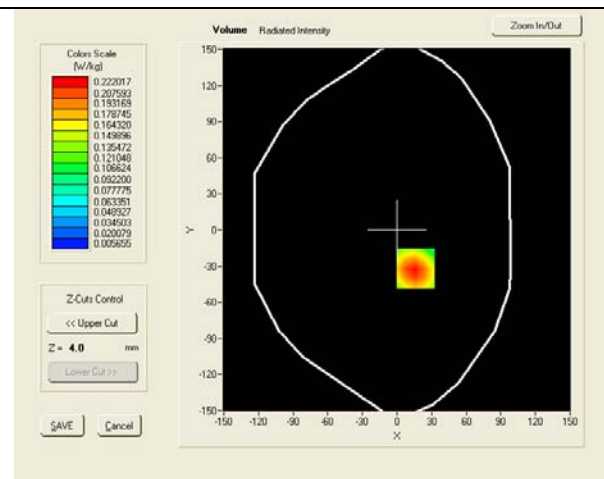 Volume Radiated Intensity
Zoom In/Out
Colors Scale
(W/kg)
0.222017
0.207593
0.193169
0.178745
0.164320
0.149896
0.135472
0.121048
0.106624
0.092200
0.077775
0.063351
0.048927
0.034503
0.020079
0.005655
Z-Cuts Control
<< Upper Cut
Z = 4.0 mm
Lower Cut >>
SAVE Cancel
150-
120-
90-
60-
30-
0-
-30-
-60-
-90-
-120-
-150-
Y
-150 -120 -90 -60 -30 0 30 60 90 120 150
X